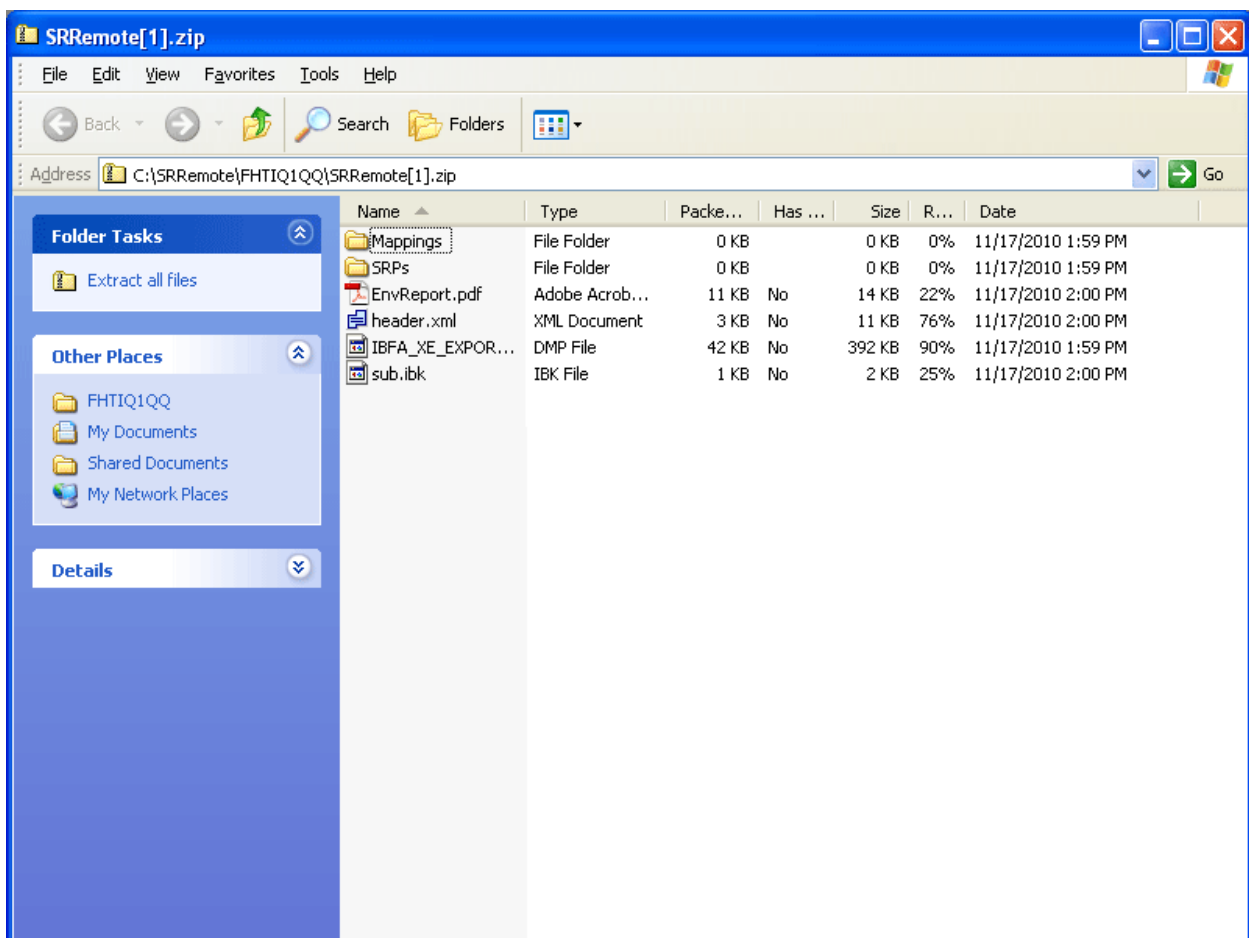 SRRemote[1].zip
File Edit View Favorites Tools Help
Back Search Folders
Address C:\SRRemote\FHTIQ1QQ\SRRemote[1].zip Go
Folder Tasks
Extract all files
Other Places
FHTIQ1QQ
My Documents
Shared Documents
My Network Places
Details
Name Type Packe... Has ... Size R... Date
Mappings File Folder 0 KB 0 KB 0% 11/17/2010 1:59 PM
SRPs File Folder 0 KB 0 KB 0% 11/17/2010 1:59 PM
EnvReport.pdf Adobe Acrob... 11 KB No 14 KB 22% 11/17/2010 2:00 PM
header.xml XML Document 3 KB No 11 KB 76% 11/17/2010 2:00 PM
IBFA_XE_EXPOR... DMP File 42 KB No 392 KB 90% 11/17/2010 1:59 PM
sub.ibk IBK File 1 KB No 2 KB 25% 11/17/2010 2:00 PM